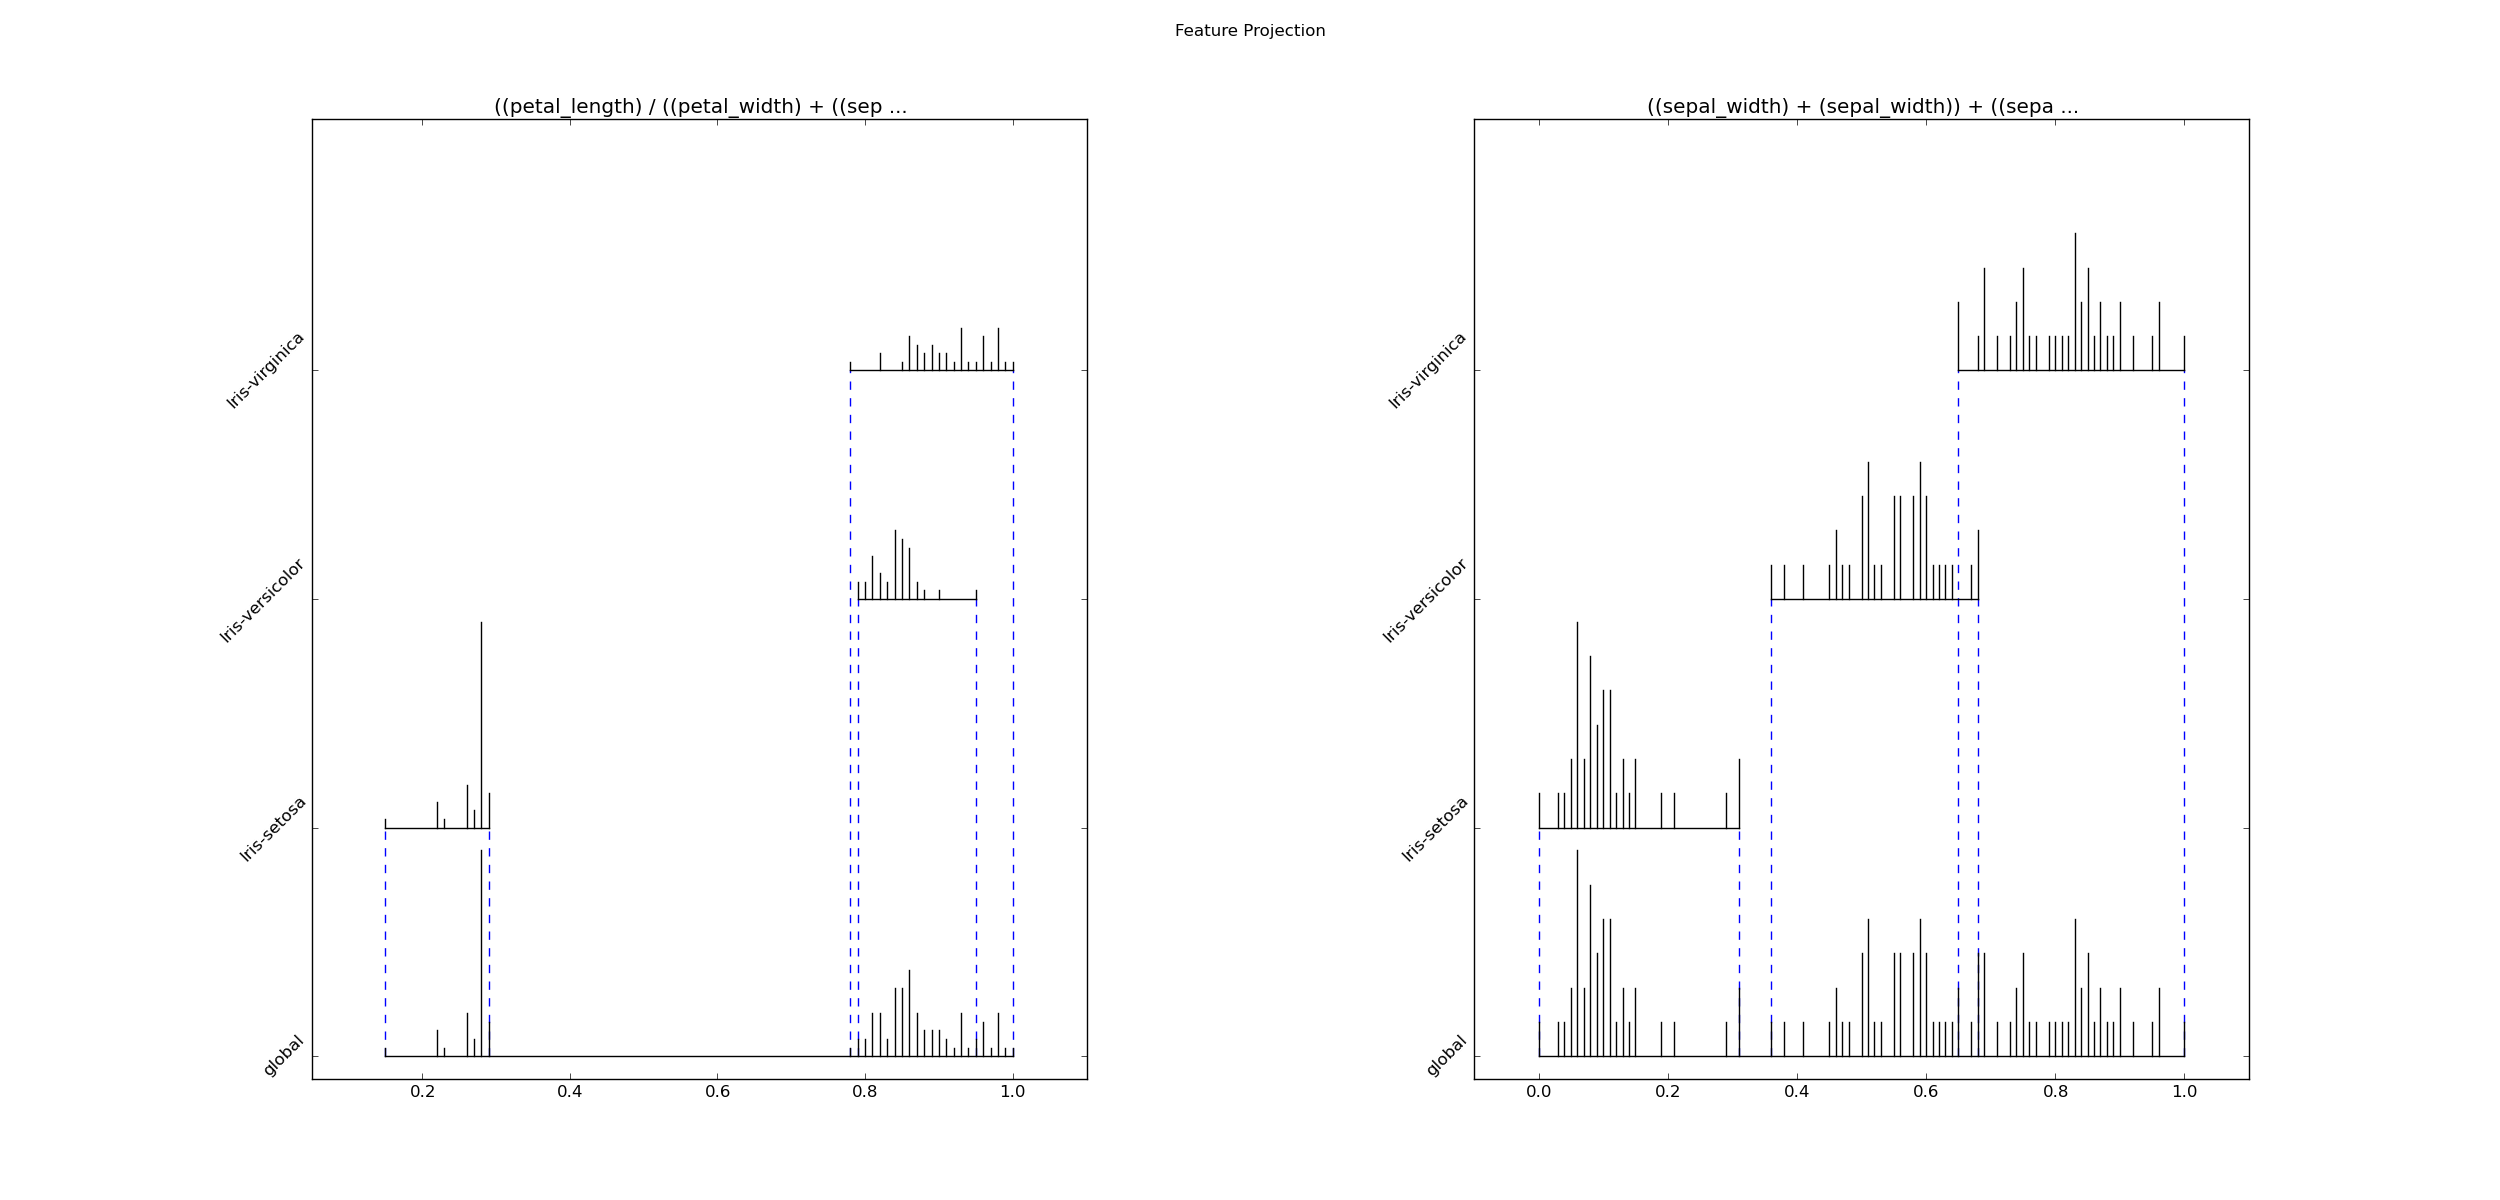 Feature Projection
((petal_length) / ((petal_width) + ((sep ...
Iris-virginica
Iris-versicolor
Iris-setosa
global
0.2 0.4 0.6 0.8 1.0
((sepal_width) + (sepal_width)) + ((sepa ...
Iris-virginica
Iris-versicolor
Iris-setosa
global
0.0 0.2 0.4 0.6 0.8 1.0